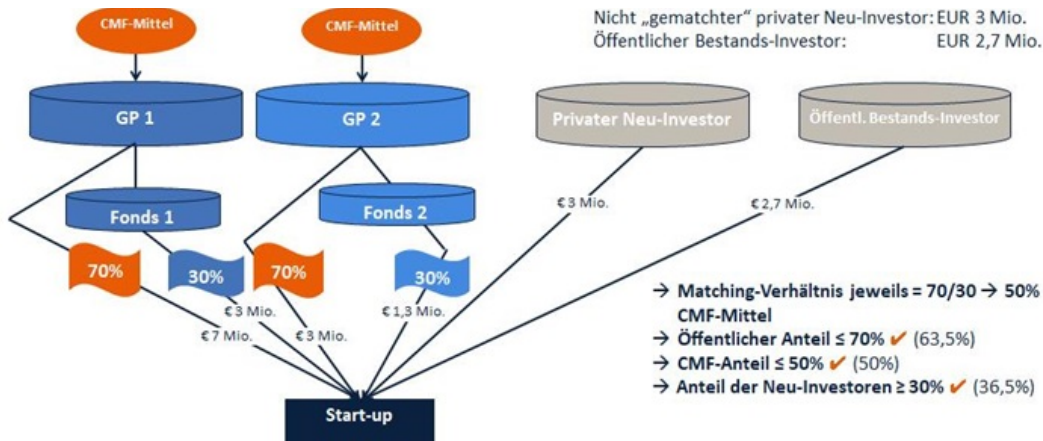 CMF-Mittel
CMF-Mittel
Nicht „gematchter“ privater Neu-Investor: EUR 3 Mio.
Öffentlicher Bestands-Investor: EUR 2,7 Mio.
GP 1
GP 2
Privater Neu-Investor
Öffentl. Bestands-Investor
Fonds 1
Fonds 2
€ 3 Mio.
€ 2,7 Mio.
70%
30%
70%
30%
€ 3 Mio.
€ 1,3 Mio.
€ 7 Mio.
€ 3 Mio.
→ Matching-Verhältnis jeweils = 70/30 → 50%
CMF-Mittel
→ Öffentlicher Anteil ≤ 70% ✔ (63,5%)
→ CMF-Anteil ≤ 50% ✔ (50%)
→ Anteil der Neu-Investoren ≥ 30% ✔ (36,5%)
Start-up